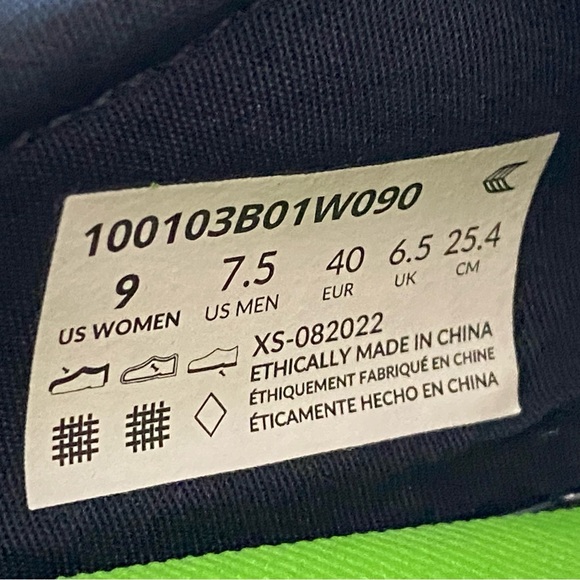 100103B01W090
9 7.5 40 6.5 25.4
US WOMEN US MEN EUR UK CM
XS-082022
ETHICALLY MADE IN CHINA
ÉTHIQUEMENT FABRIQUÉ EN CHINE
ÉTICAMENTE HECHO EN CHINA